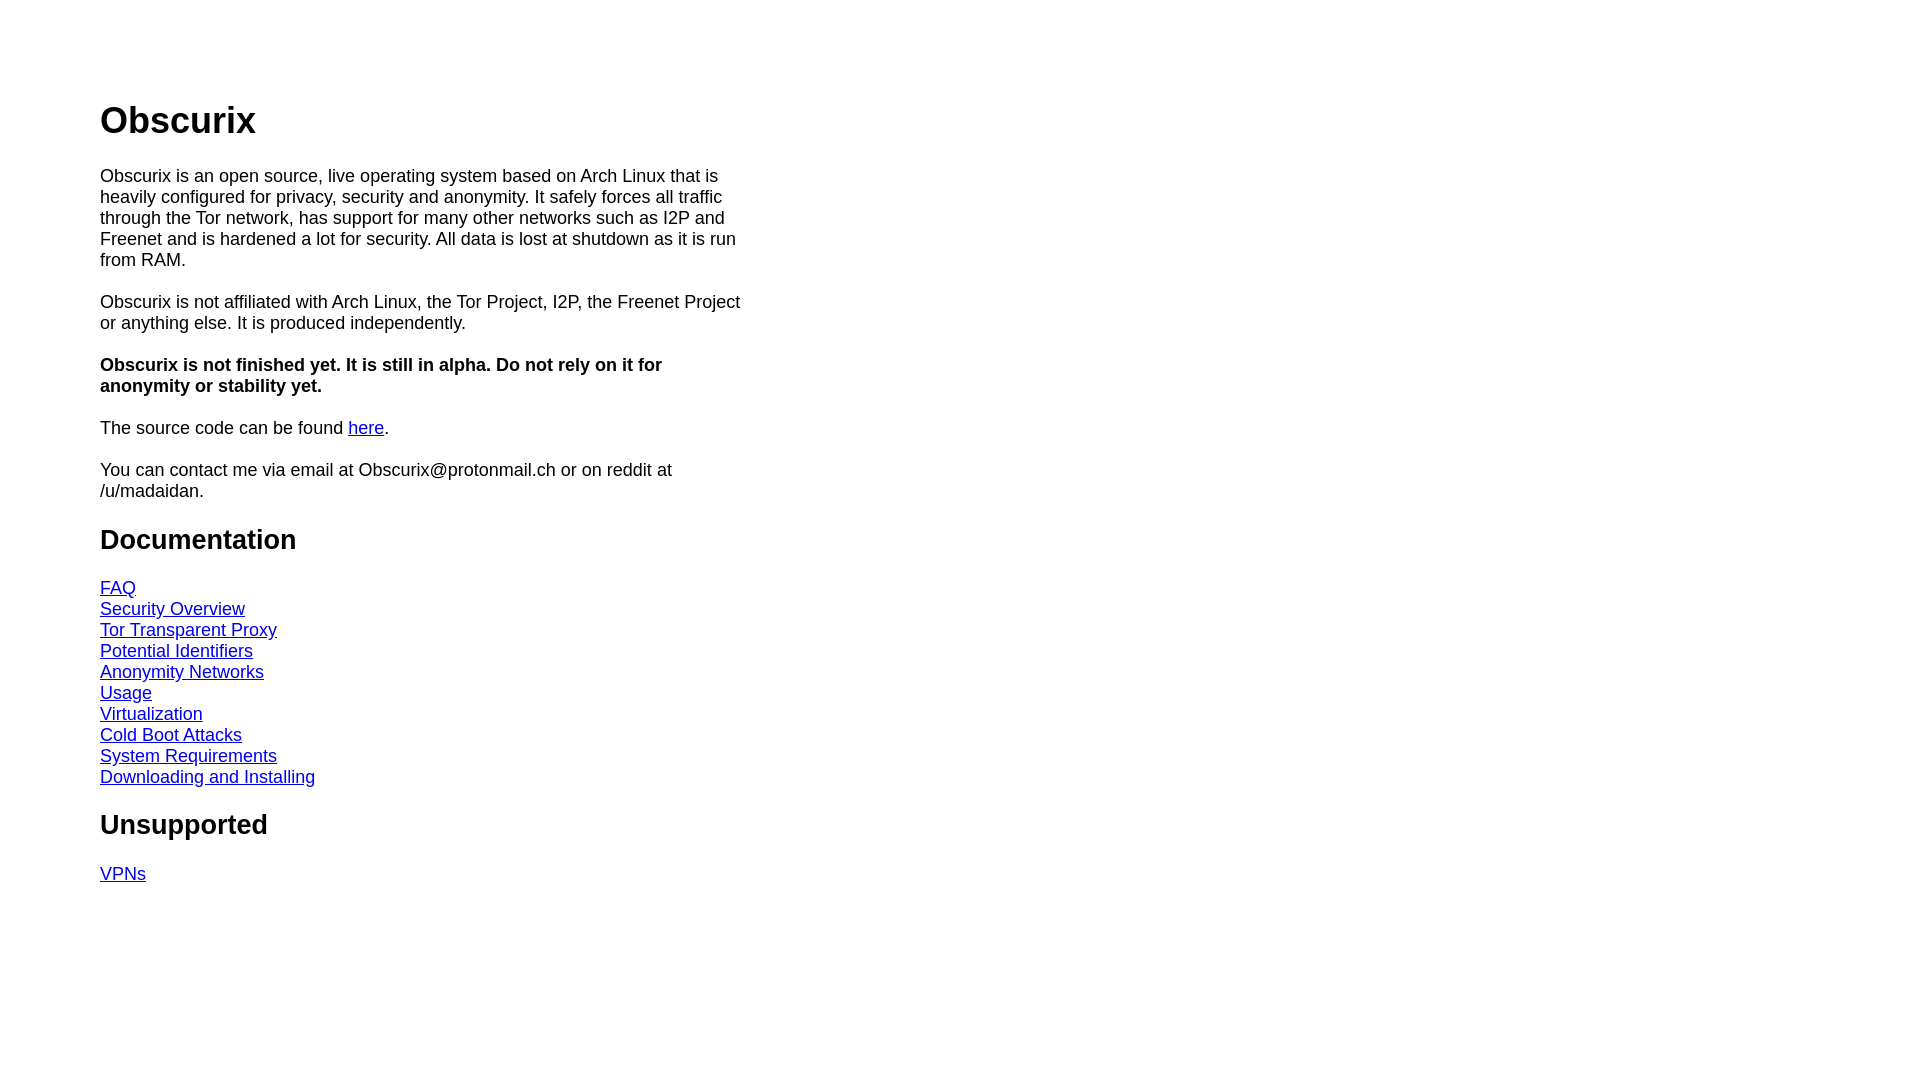 Obscurix
Obscurix is an open source, live operating system based on Arch Linux that is
heavily configured for privacy, security and anonymity. It safely forces all traffic
through the Tor network, has support for many other networks such as I2P and
Freenet and is hardened a lot for security. All data is lost at shutdown as it is run
from RAM.
Obscurix is not affiliated with Arch Linux, the Tor Project, I2P, the Freenet Project
or anything else. It is produced independently.
Obscurix is not finished yet. It is still in alpha. Do not rely on it for
anonymity or stability yet.
The source code can be found here.
You can contact me via email at Obscurix@protonmail.ch or on reddit at
/u/madaidan.
Documentation
FAQ
Security Overview
Tor Transparent Proxy
Potential Identifiers
Anonymity Networks
Usage
Virtualization
Cold Boot Attacks
System Requirements
Downloading and Installing
Unsupported
VPNs